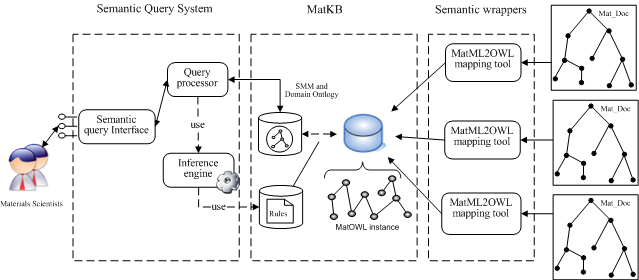 Semantic Query System
MatKB
Semantic wrappers
Mat_Doc
Query
processor
MatML2OWL
mapping tool
SMM and
Domain Ontlogy
Semantic
query Interface
use
MatML2OWL
mapping tool
Mat_Doc
Inference
engine
Materials Scientists
use
Rules
MatOWL instance
MatML2OWL
mapping tool
Mat_Doc